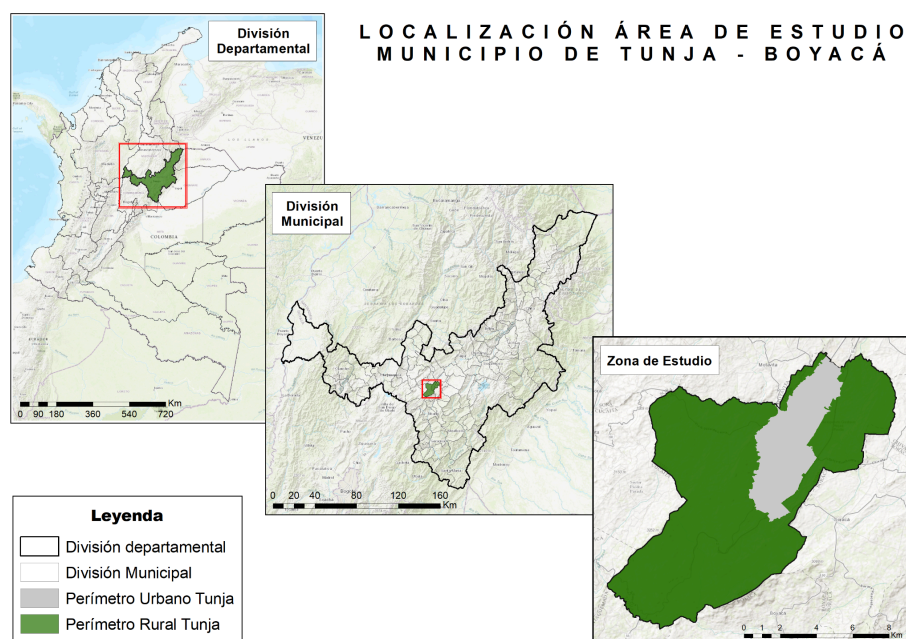 LOCALIZACIÓN ÁREA DE ESTUDIO
MUNICIPIO DE TUNJA - BOYACÁ
División
Departamental
VENEZU
COLOMBIA
Km
0 90 180 360 540 720
División
Municipal
0 20 40 80 120 160
Km
Zona de Estudio
0 1 2 4 6 8
Km
Leyenda
División departamental
División Municipal
Perímetro Urbano Tunja
Perímetro Rural Tunja